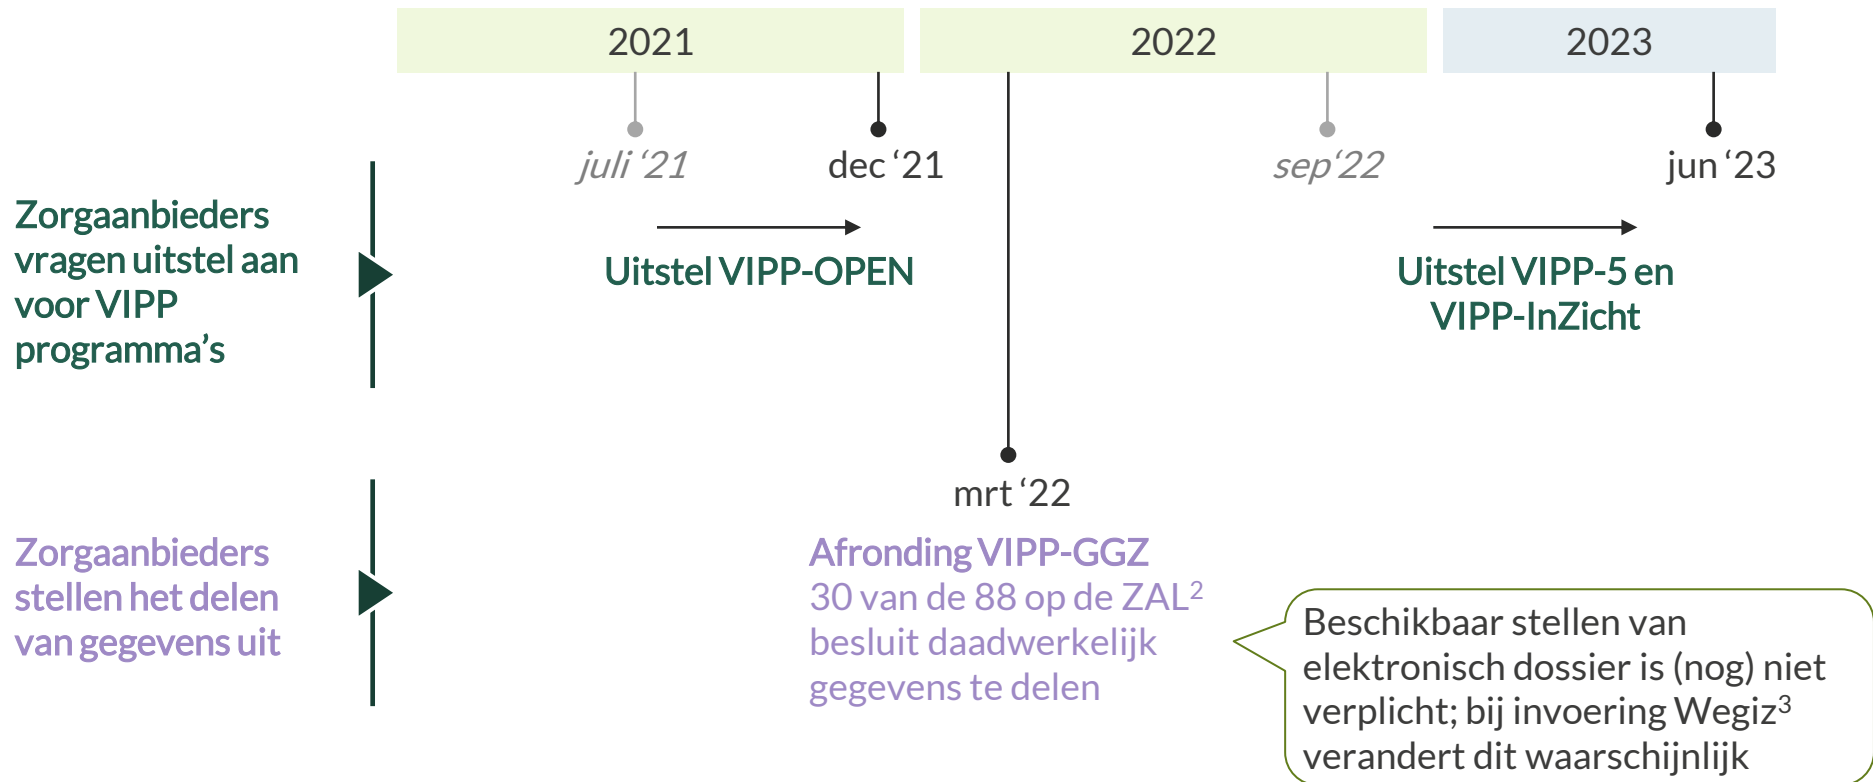 2021
2022
2023
juli ‘21
dec ‘21
sep‘22
jun ‘23
Zorgaanbieders
vragen uitstel aan
voor VIPP
programma’s
Uitstel VIPP-OPEN
Uitstel VIPP-5 en
VIPP-InZicht
mrt ‘22
Zorgaanbieders
stellen het delen
van gegevens uit
Afronding VIPP-GGZ
30 van de 88 op de ZAL²
besluit daadwerkelijk
gegevens te delen
Beschikbaar stellen van
elektronisch dossier is (nog) niet
verplicht; bij invoering Wegiz³
verandert dit waarschijnlijk